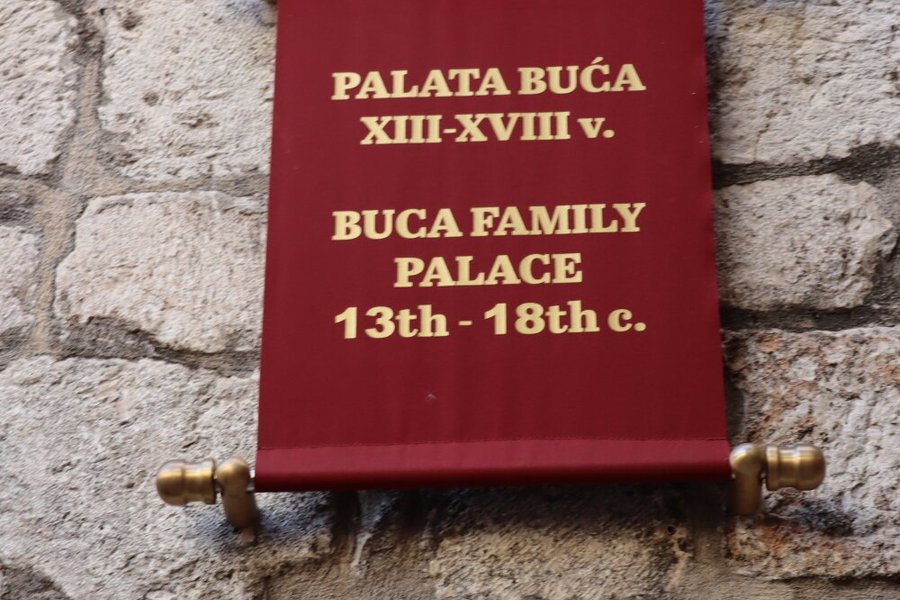 PALATA BUĆA
XIII-XVIII v.
BUCA FAMILY
PALACE
13th - 18th c.